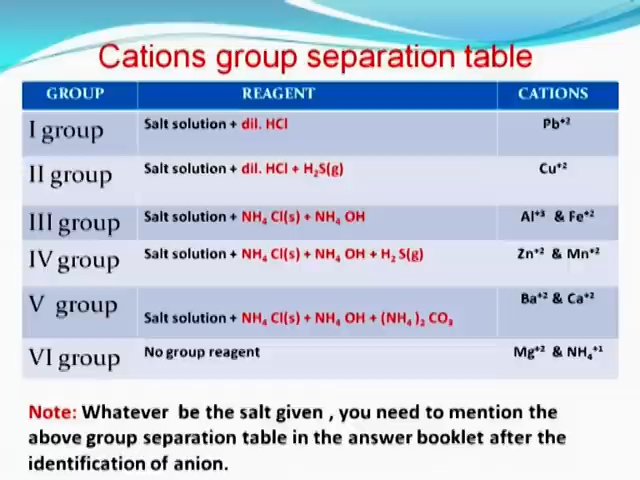 Cations group separation table
GROUP REAGENT CATIONS
I group Salt solution + dil. HCl Pb⁺²
II group Salt solution + dil. HCl + H₂S(g) Cu⁺²
III group Salt solution + NH₄ Cl(s) + NH₄ OH Al⁺³ & Fe⁺²
IV group Salt solution + NH₄ Cl(s) + NH₄ OH + H₂ S(g) Zn⁺² & Mn⁺²
V group Salt solution + NH₄ Cl(s) + NH₄ OH + (NH₄ )₂ CO₃ Ba⁺² & Ca⁺²
VI group No group reagent Mg⁺² & NH₄⁺¹
Note: Whatever be the salt given , you need to mention the
above group separation table in the answer booklet after the
identification of anion.